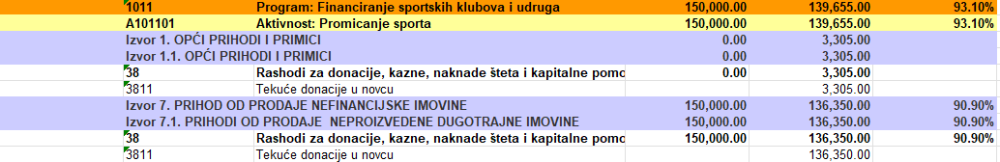 1011 Program: Financiranje sportskih klubova i udruga 150,000.00 139,655.00 93.10%
A101101 Aktivnost: Promicanje sporta 150,000.00 139,655.00 93.10%
Izvor 1. OPĆI PRIHODI I PRIMICI 0.00 3,305.00
Izvor 1.1. OPĆI PRIHODI I PRIMICI 0.00 3,305.00
38 Rashodi za donacije, kazne, naknade šteta i kapitalne pomo 0.00 3,305.00
3811 Tekuće donacije u novcu 3,305.00
Izvor 7. PRIHOD OD PRODAJE NEFINANCIJSKE IMOVINE 150,000.00 136,350.00 90.90%
Izvor 7.1. PRIHODI OD PRODAJE NEPROIZVEDENE DUGOTRAJNE IMOVINE 150,000.00 136,350.00 90.90%
38 Rashodi za donacije, kazne, naknade šteta i kapitalne pomo 150,000.00 136,350.00 90.90%
3811 Tekuće donacije u novcu 136,350.00